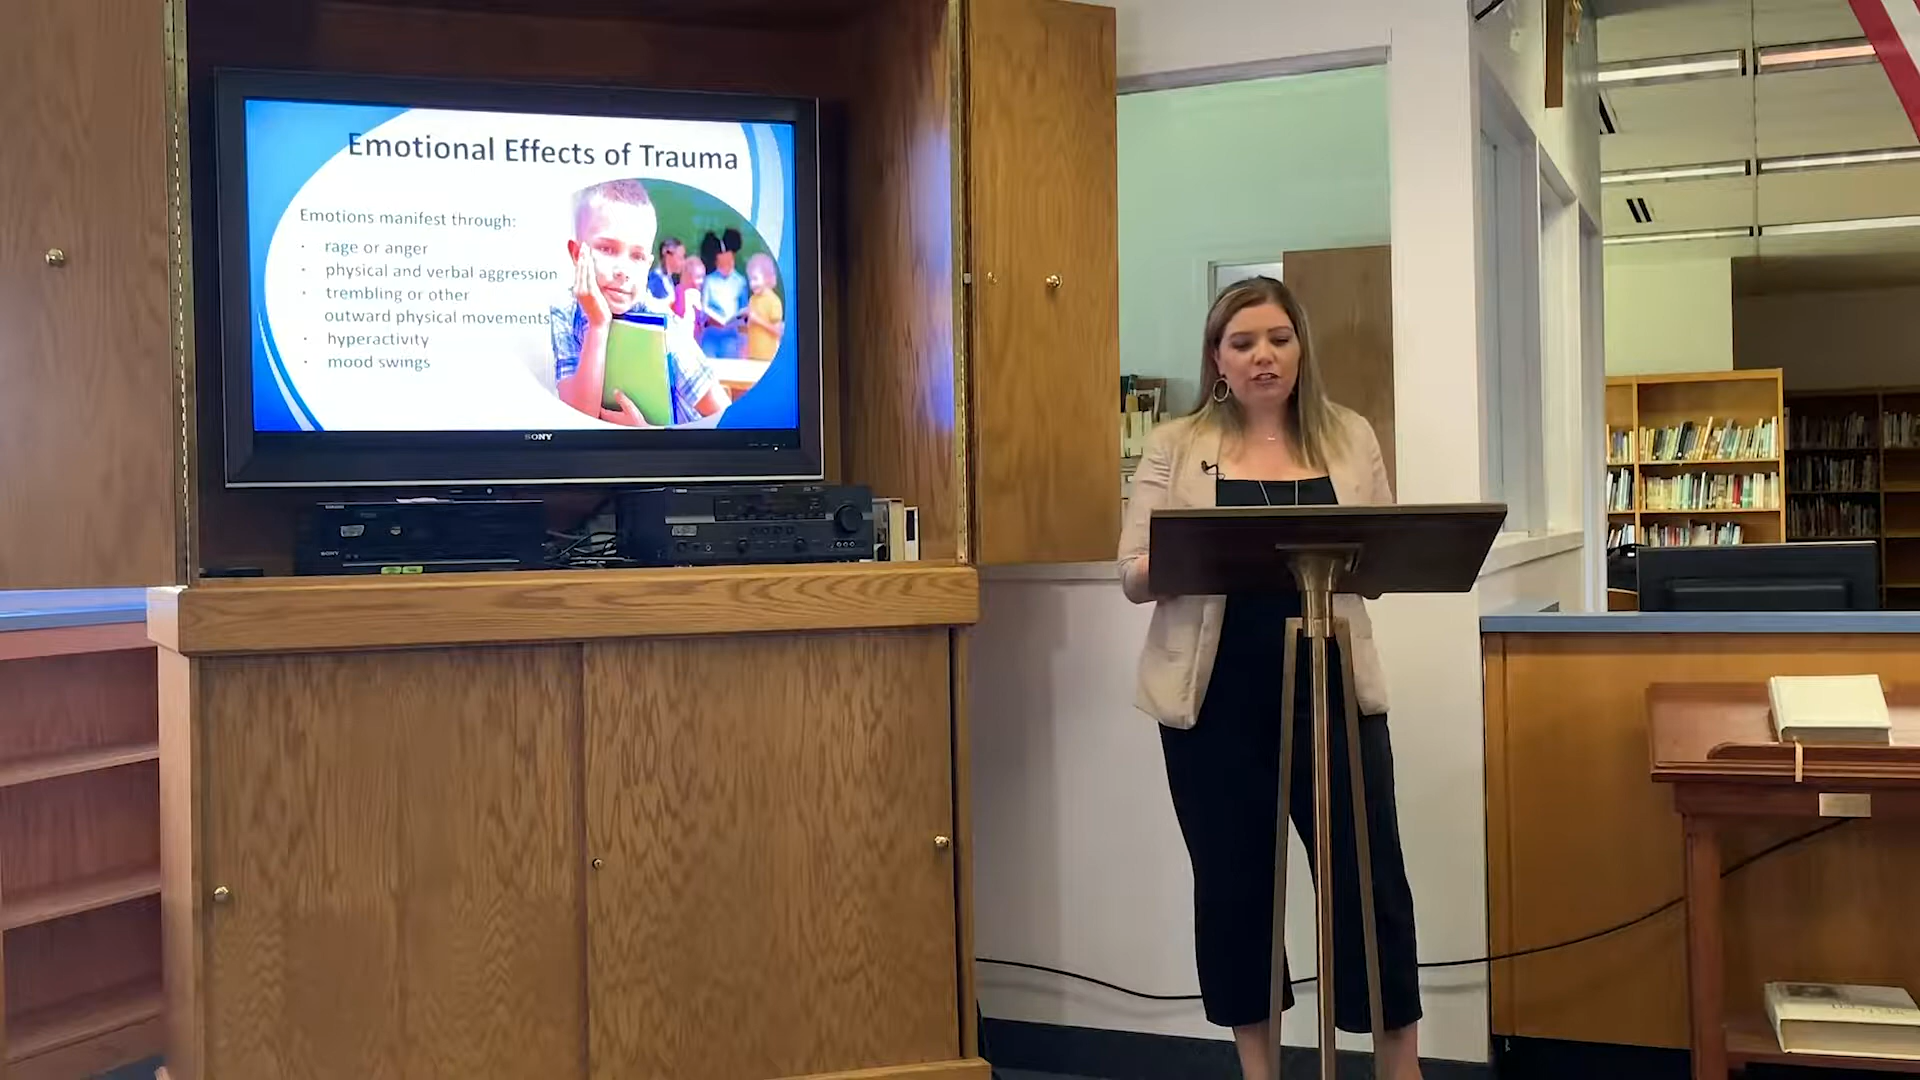 Emotional Effects of Trauma
Emotions manifest through:
· rage or anger
· physical and verbal aggression
· trembling or other
outward physical movements
· hyperactivity
· mood swings
SONY
SONY